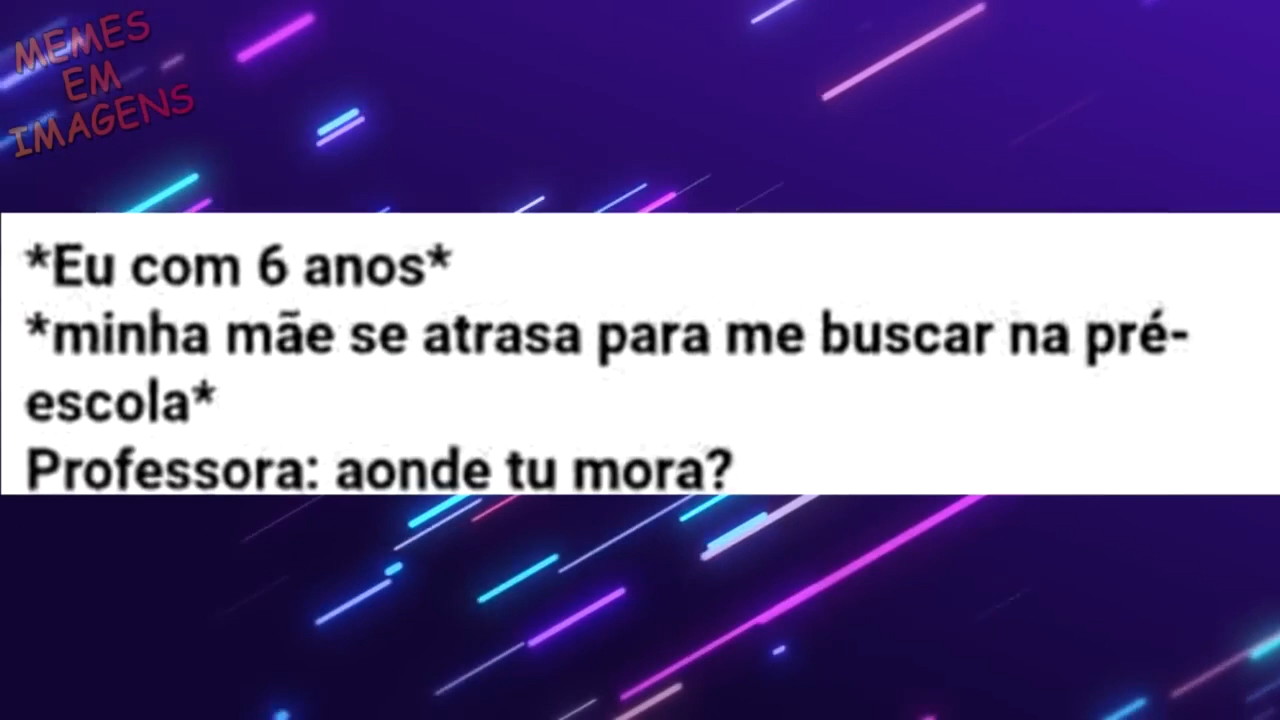 MEMES
EM
IMAGENS
*Eu com 6 anos*
*minha mãe se atrasa para me buscar na pré-
escola*
Professora: aonde tu mora?